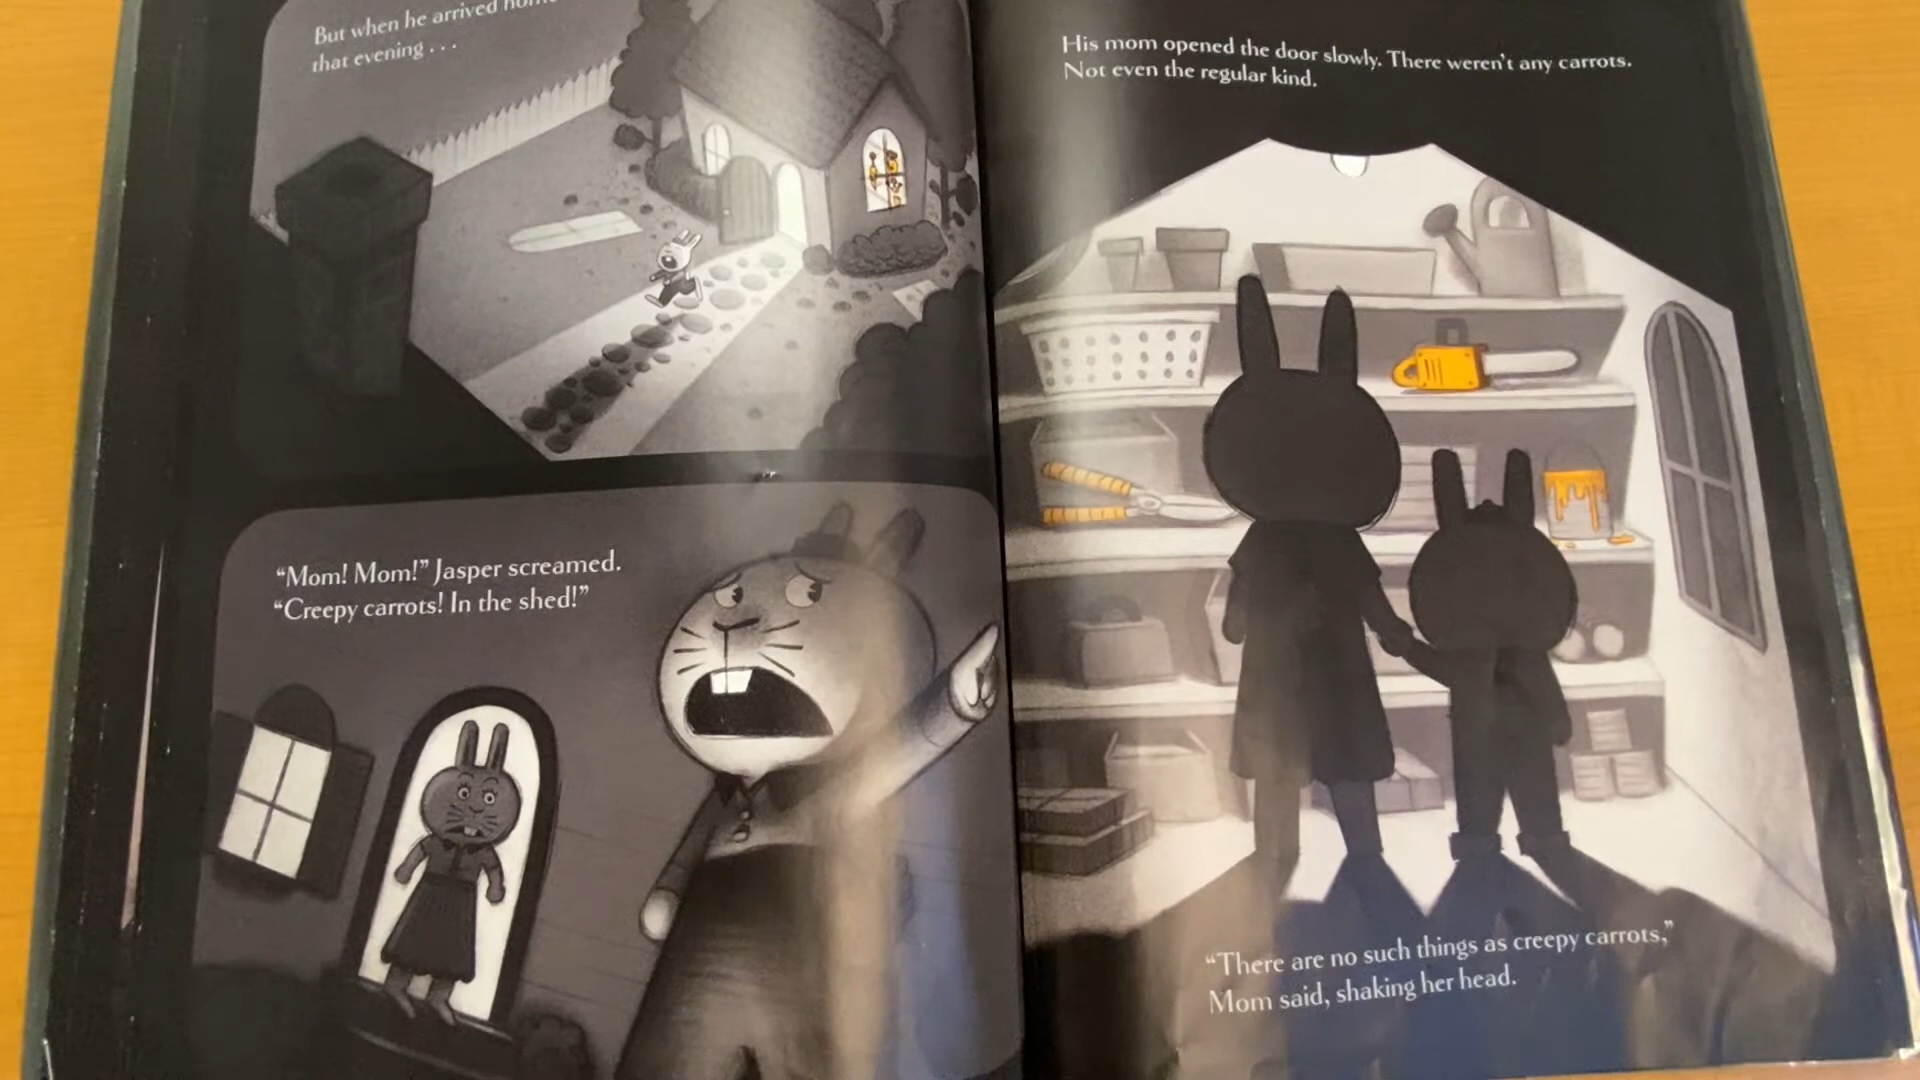 But when he arrived home
that evening . . .
“Mom! Mom!” Jasper screamed.
“Creepy carrots! In the shed!”
His mom opened the door slowly. There weren’t any carrots.
Not even the regular kind.
“There are no such things as creepy carrots,”
Mom said, shaking her head.